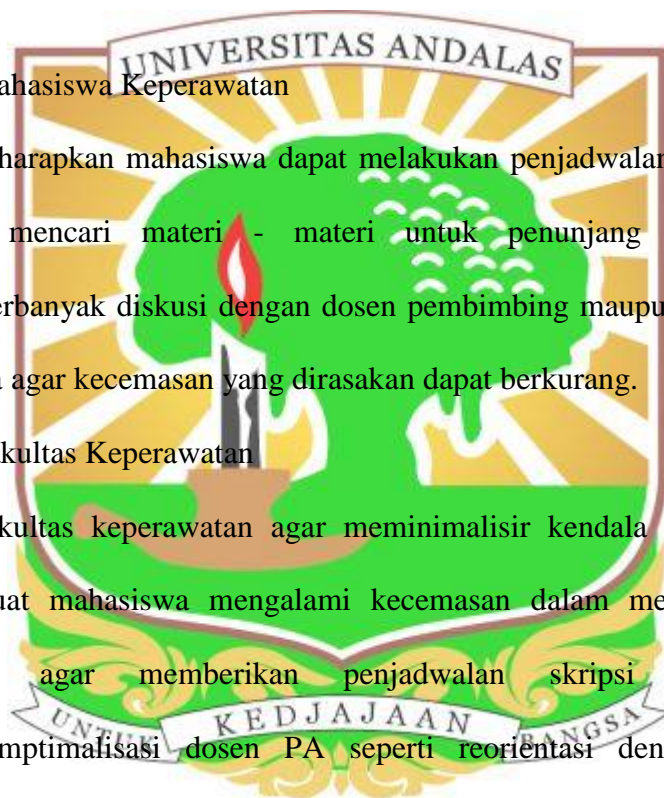 UNIVERSITAS ANDALAS
ahasiswa Keperawatan
harapkan mahasiswa dapat melakukan penjadwalan
mencari materi - materi untuk penunjang
erbanyak diskusi dengan dosen pembimbing maupu
a agar kecemasan yang dirasakan dapat berkurang.
akultas Keperawatan
kultas keperawatan agar meminimalisir kendala
uat mahasiswa mengalami kecemasan dalam me
agar memberikan penjadwalan skripsi
UNTUK KEDJAJAAN BANGSA
mptimalisasi dosen PA seperti reorientasi den